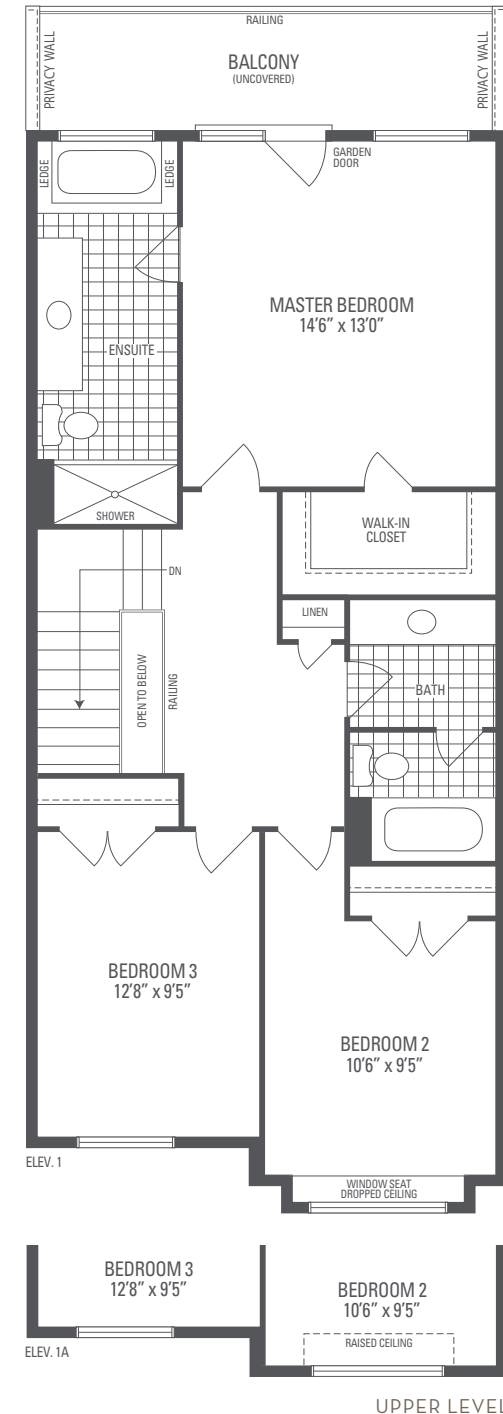 RAILING
PRIVACY WALL
BALCONY
(UNCOVERED)
PRIVACY WALL
LEDGE
LEDGE
GARDEN
DOOR
MASTER BEDROOM
14'6" x 13'0"
ENSUITE
SHOWER
WALK-IN
CLOSET
DN
LINEN
OPEN TO BELOW
RAILING
BATH
BEDROOM 3
12'8" x 9'5"
BEDROOM 2
10'6" x 9'5"
ELEV. 1
WINDOW SEAT
DROPPED CEILING
BEDROOM 3
12'8" x 9'5"
BEDROOM 2
10'6" x 9'5"
RAISED CEILING
ELEV. 1A
UPPER LEVEL